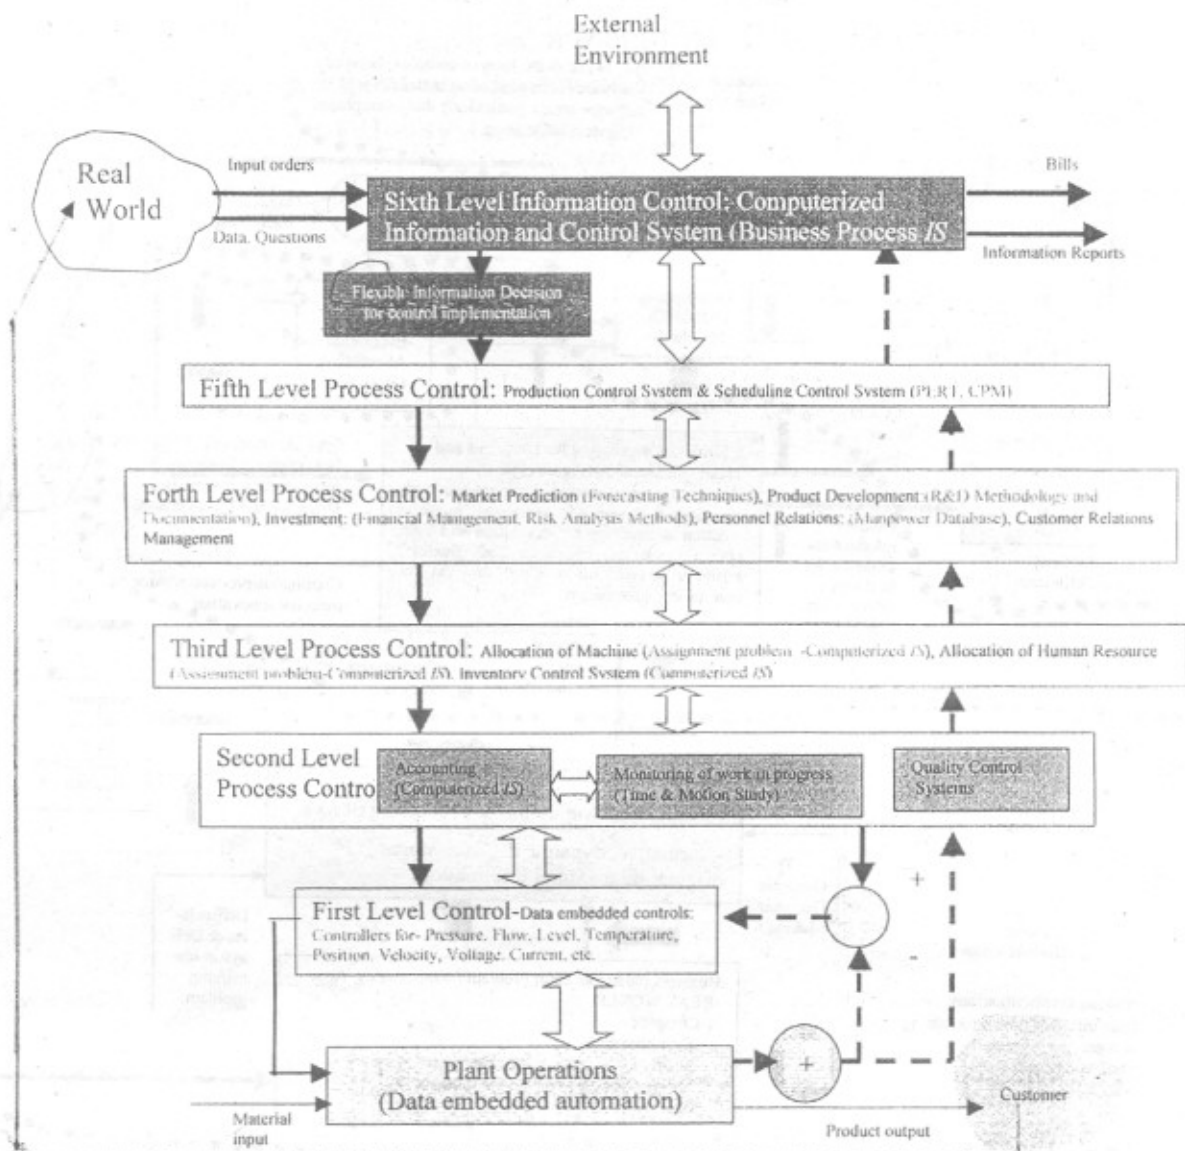 External
Environment
Real
World
Input orders
Data, Questions
Bills
Information Reports
Sixth Level Information Control: Computerized
Information and Control System (Business Process IS
Flexible Information Decision
for control implementation
Fifth Level Process Control: Production Control System & Scheduling Control System (PERT, CPM)
Forth Level Process Control: Market Prediction (Forecasting Techniques), Product Development:(R&D Methodology and
Documentation), Investment: (Financial Management, Risk Analysis Methods), Personnel Relations: (Manpower Database), Customer Relations
Management
Third Level Process Control: Allocation of Machine (Assignment problem -Computerized IS), Allocation of Human Resource
(Assignment problem-Computerized IS), Inventory Control System (Computerized IS)
Second Level
Process Control
Accounting
(Computerized IS)
Monitoring of work in progress
(Time & Motion Study)
Quality Control
Systems
+
-
First Level Control-Data embedded controls:
Controllers for- Pressure, Flow, Level, Temperature,
Position, Velocity, Voltage, Current, etc.
Plant Operations
(Data embedded automation)
+
Material
input
Product output
Customer